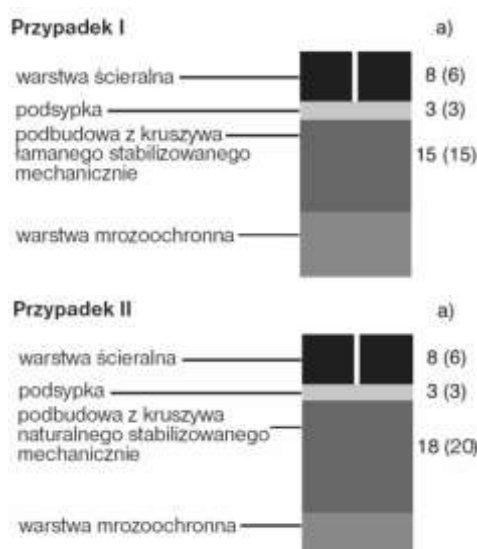 Przypadek I a)
warstwa ścieralna 8 (6)
podsypka 3 (3)
podbudowa z kruszywa
łamanego stabilizowanego 15 (15)
mechanicznie
warstwa mrozoochronna
Przypadek II a)
warstwa ścieralna 8 (6)
podsypka 3 (3)
podbudowa z kruszywa
naturalnego stabilizowanego 18 (20)
mechanicznie
warstwa mrozoochronna